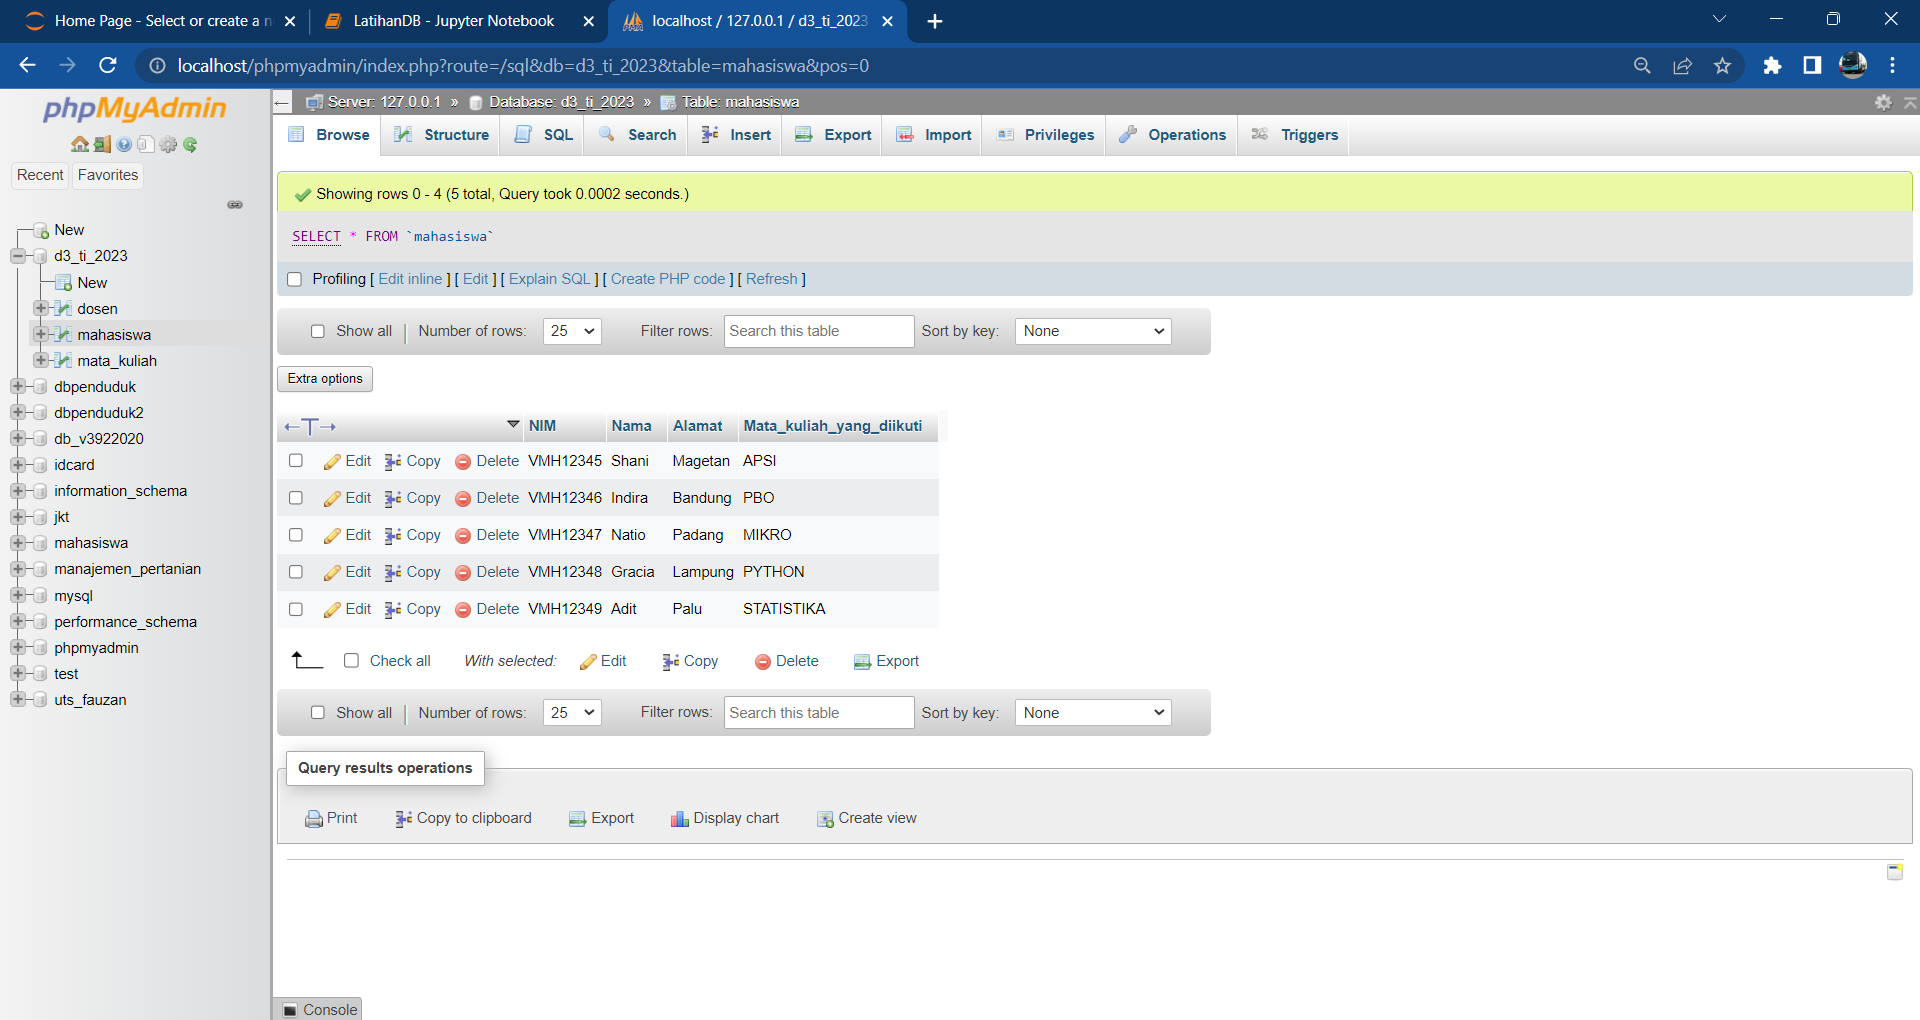 Home Page - Select or create a n
LatihanDB - Jupyter Notebook
localhost / 127.0.0.1 / d3_ti_2023
localhost/phpmyadmin/index.php?route=/sql&db=d3_ti_2023&table=mahasiswa&pos=0
phpMyAdmin
Recent
Favorites
New
d3_ti_2023
New
dosen
mahasiswa
mata_kuliah
dbpenduduk
dbpenduduk2
db_v3922020
idcard
information_schema
jkt
mahasiswa
manajemen_pertanian
mysql
performance_schema
phpmyadmin
test
uts_fauzan
Server: 127.0.0.1 » Database: d3_ti_2023 » Table: mahasiswa
Browse Structure SQL Search Insert Export Import Privileges Operations Triggers
Showing rows 0 - 4 (5 total, Query took 0.0002 seconds.)
SELECT * FROM `mahasiswa`
Profiling [ Edit inline ] [ Edit ] [ Explain SQL ] [ Create PHP code ] [ Refresh ]
Show all | Number of rows: 25 Filter rows: Search this table Sort by key: None
Extra options
←T→ NIM Nama Alamat Mata_kuliah_yang_diikuti
Edit Copy Delete VMH12345 Shani Magetan APSI
Edit Copy Delete VMH12346 Indira Bandung PBO
Edit Copy Delete VMH12347 Natio Padang MIKRO
Edit Copy Delete VMH12348 Gracia Lampung PYTHON
Edit Copy Delete VMH12349 Adit Palu STATISTIKA
Check all With selected: Edit Copy Delete Export
Show all | Number of rows: 25 Filter rows: Search this table Sort by key: None
Query results operations
Print Copy to clipboard Export Display chart Create view
Console